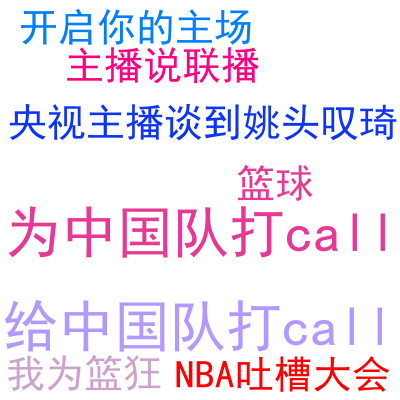 开启你的主场
主播说联播
央视主播谈到姚头叹琦
篮球
为中国队打call
给中国队打call
我为篮狂
NBA吐槽大会